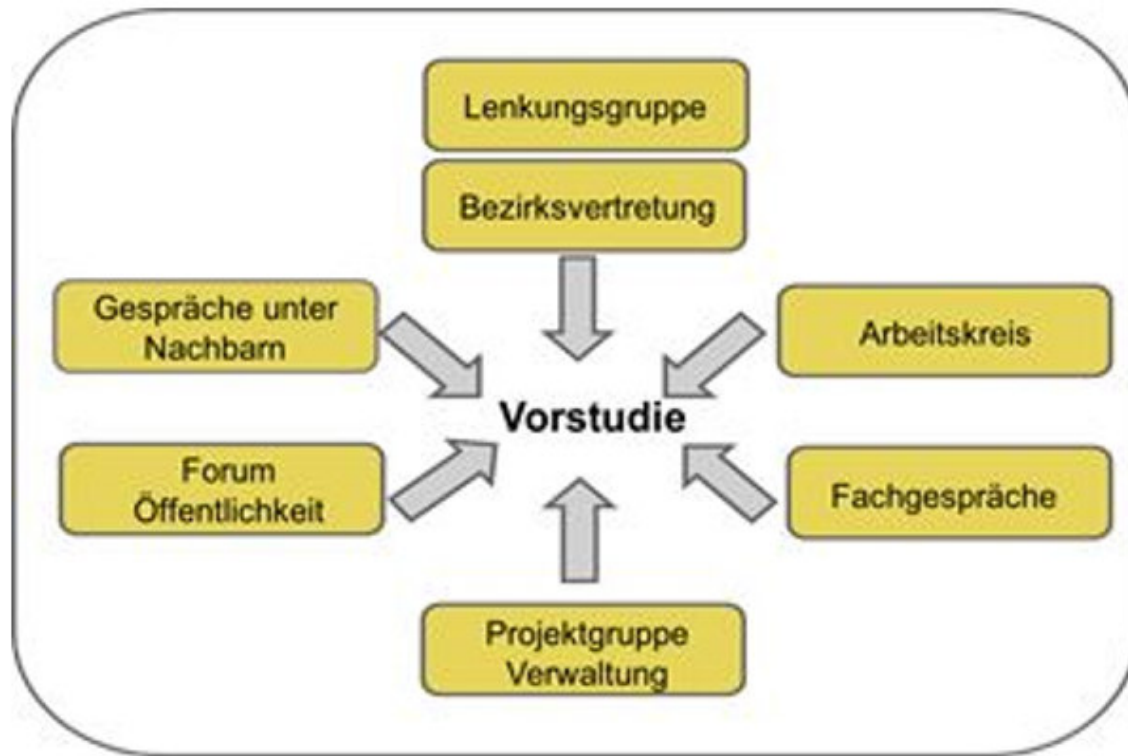 Lenkungsgruppe
Bezirksvertretung
Gespräche unter
Nachbarn
Arbeitskreis
Vorstudie
Forum
Öffentlichkeit
Fachgespräche
Projektgruppe
Verwaltung